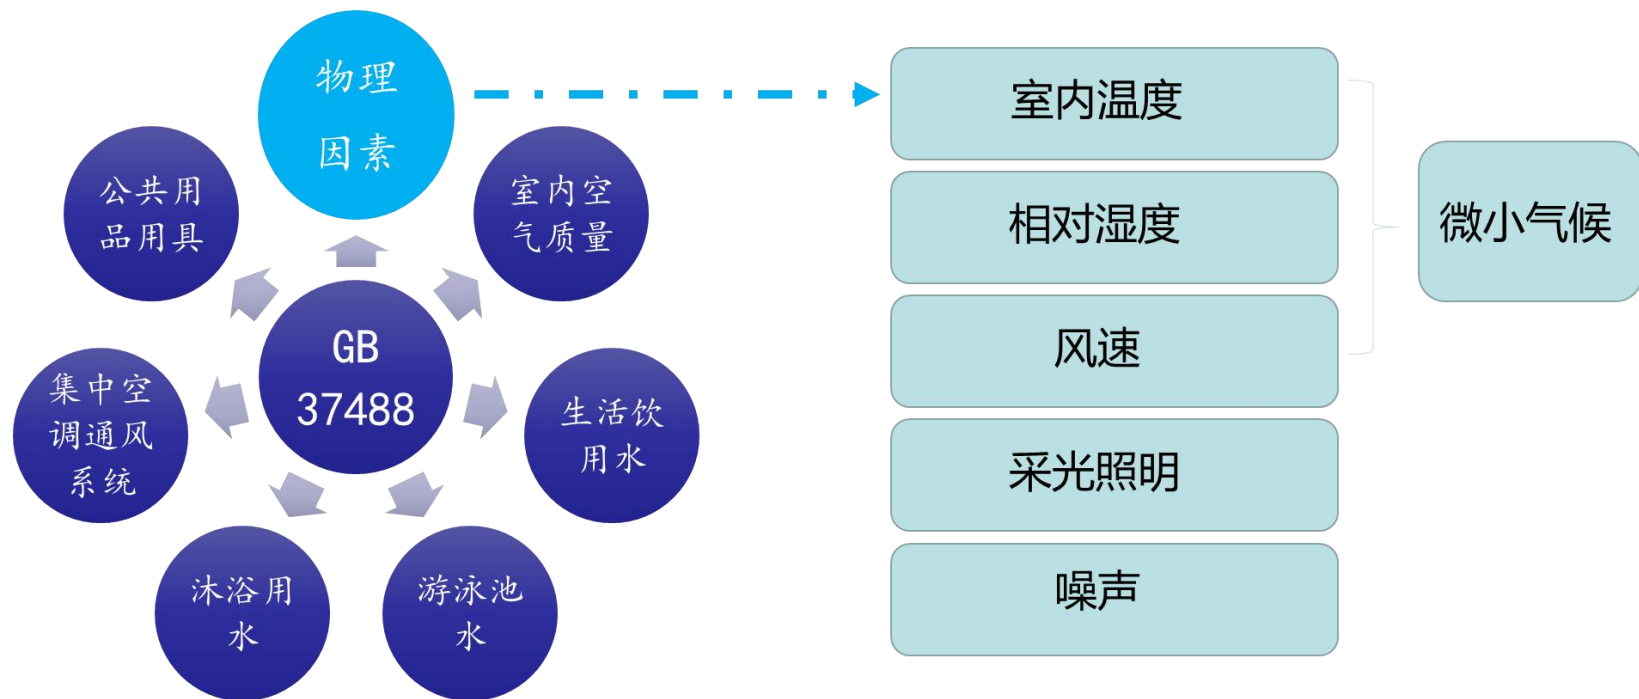 物理
因素
室内空
气质量
生活饮
用水
游泳池
水
沐浴用
水
集中空
调通风
系统
公共用
品用具
GB
37488
室内温度
相对湿度
风速
采光照明
噪声
微小气候